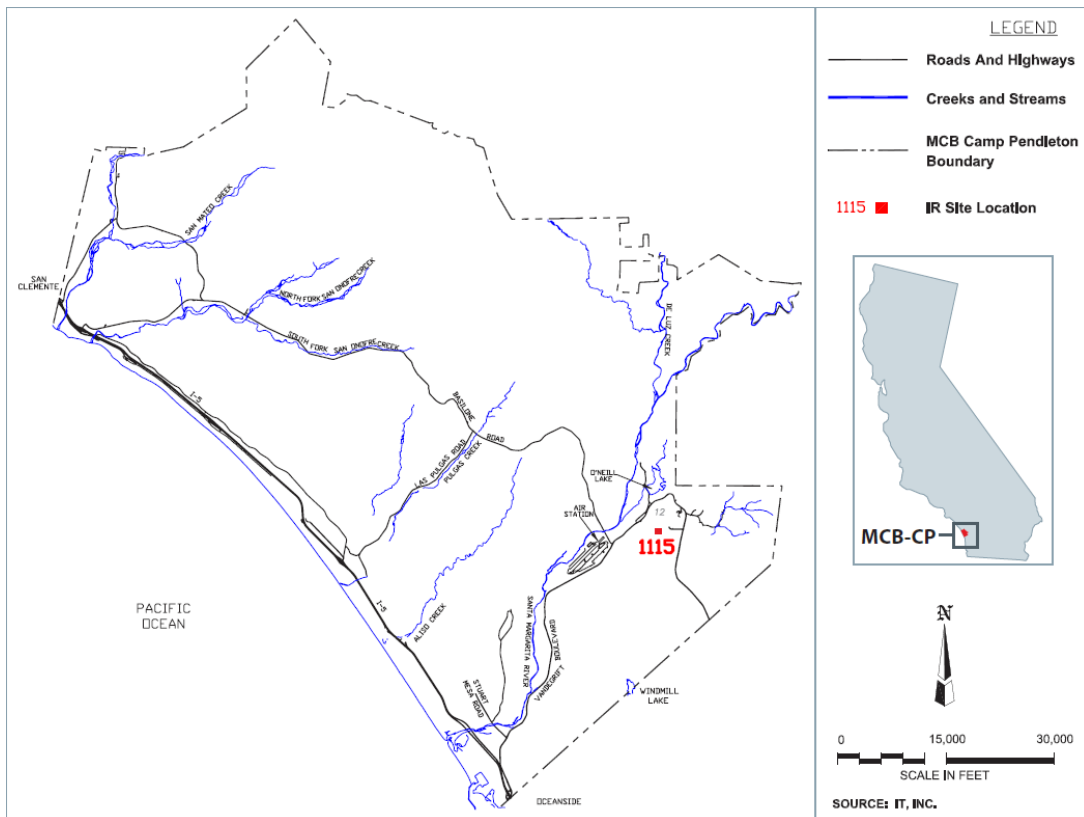 SAN MATEO CREEK
SAN
CLEMENTE
NORTH FORK SAN ONOFRE CREEK
SOUTH FORK SAN ONOFRE CREEK
DE LUZ CREEK
I-5
BASILONE
ROAD
LAS PULGAS ROAD
PULGAS CREEK
O'NEILL
LAKE
AIR
STATION
12
1115
PACIFIC
OCEAN
I-5
ALISO CREEK
SANTA MARGARITA RIVER
VANDEGRIFT
BOULEVARD
STUART
MESA ROAD
WINDMILL
LAKE
OCEANSIDE
LEGEND
Roads And Highways
Creeks and Streams
MCB Camp Pendleton
Boundary
1115 IR Site Location
MCB-CP
N
0 15,000 30,000
SCALE IN FEET
SOURCE: IT, INC.